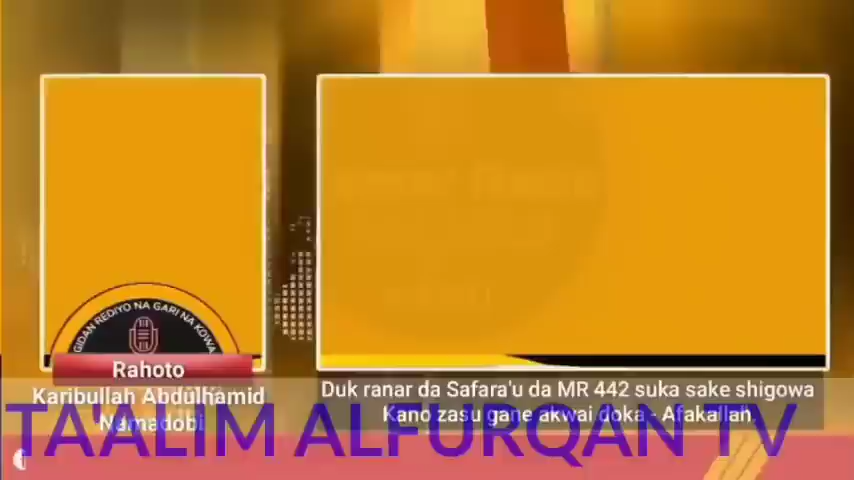 GIDAN REDIYO NA GARI NA KOWA
Rahoto
Karibullah Abdulhamid
Namadobi
Duk ranar da Safara'u da MR 442 suka sake shigowa
Kano zasu gane akwai doka - Afakallah.
TA'ALIM ALFURQAN TV